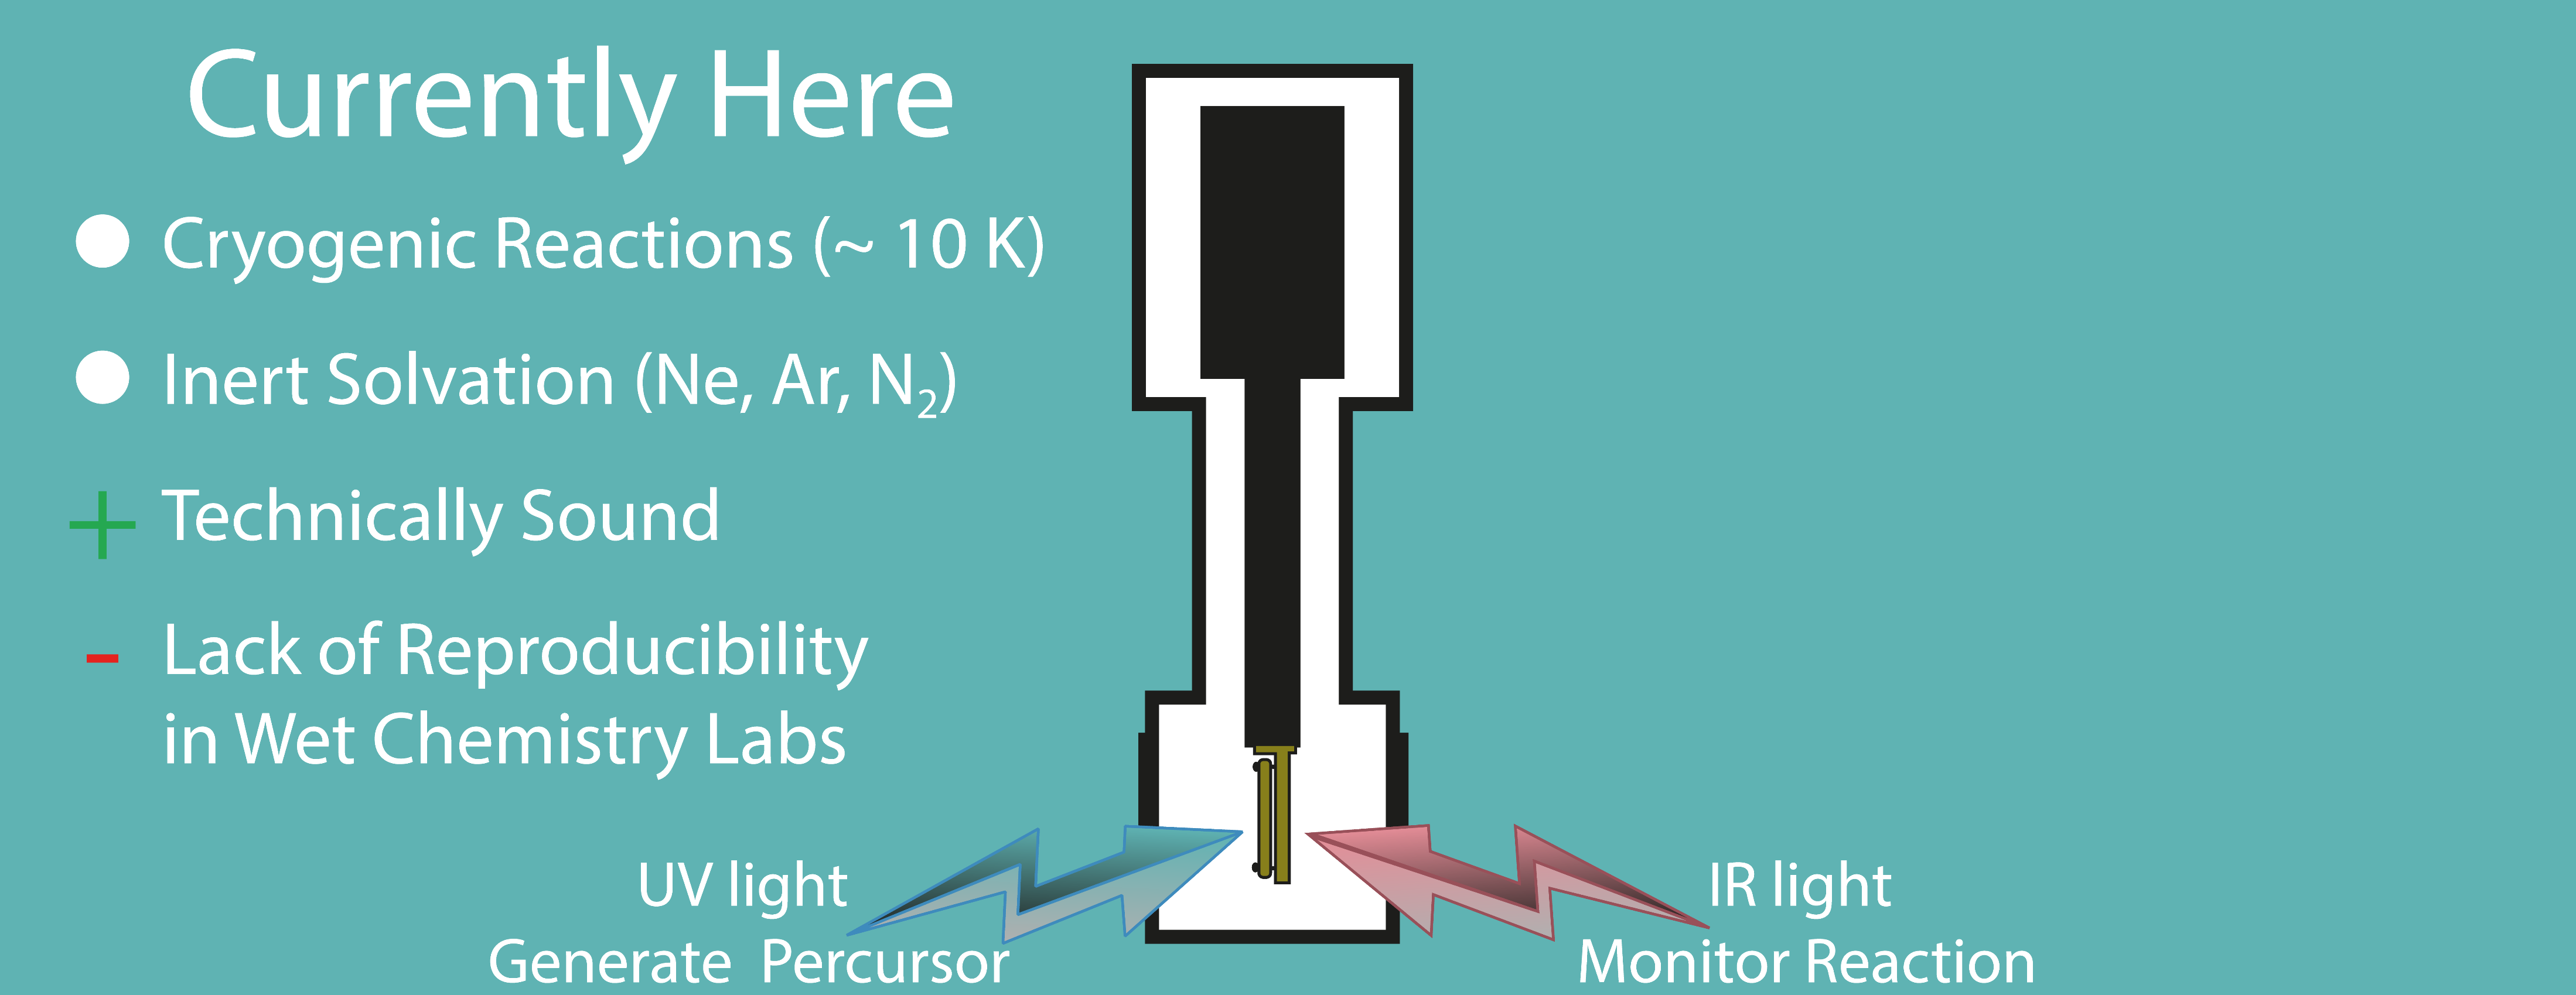 Currently Here
Cryogenic Reactions (~ 10 K)
Inert Solvation (Ne, Ar, N₂)
+ Technically Sound
- Lack of Reproducibility
in Wet Chemistry Labs
UV light
Generate Percursor
IR light
Monitor Reaction